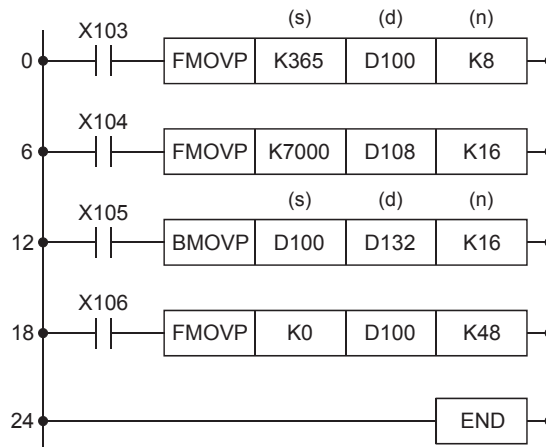 (s) (d) (n)
X103
0 FMOVP K365 D100 K8
X104
6 FMOVP K7000 D108 K16
(s) (d) (n)
X105
12 BMOVP D100 D132 K16
X106
18 FMOVP K0 D100 K48
24 END